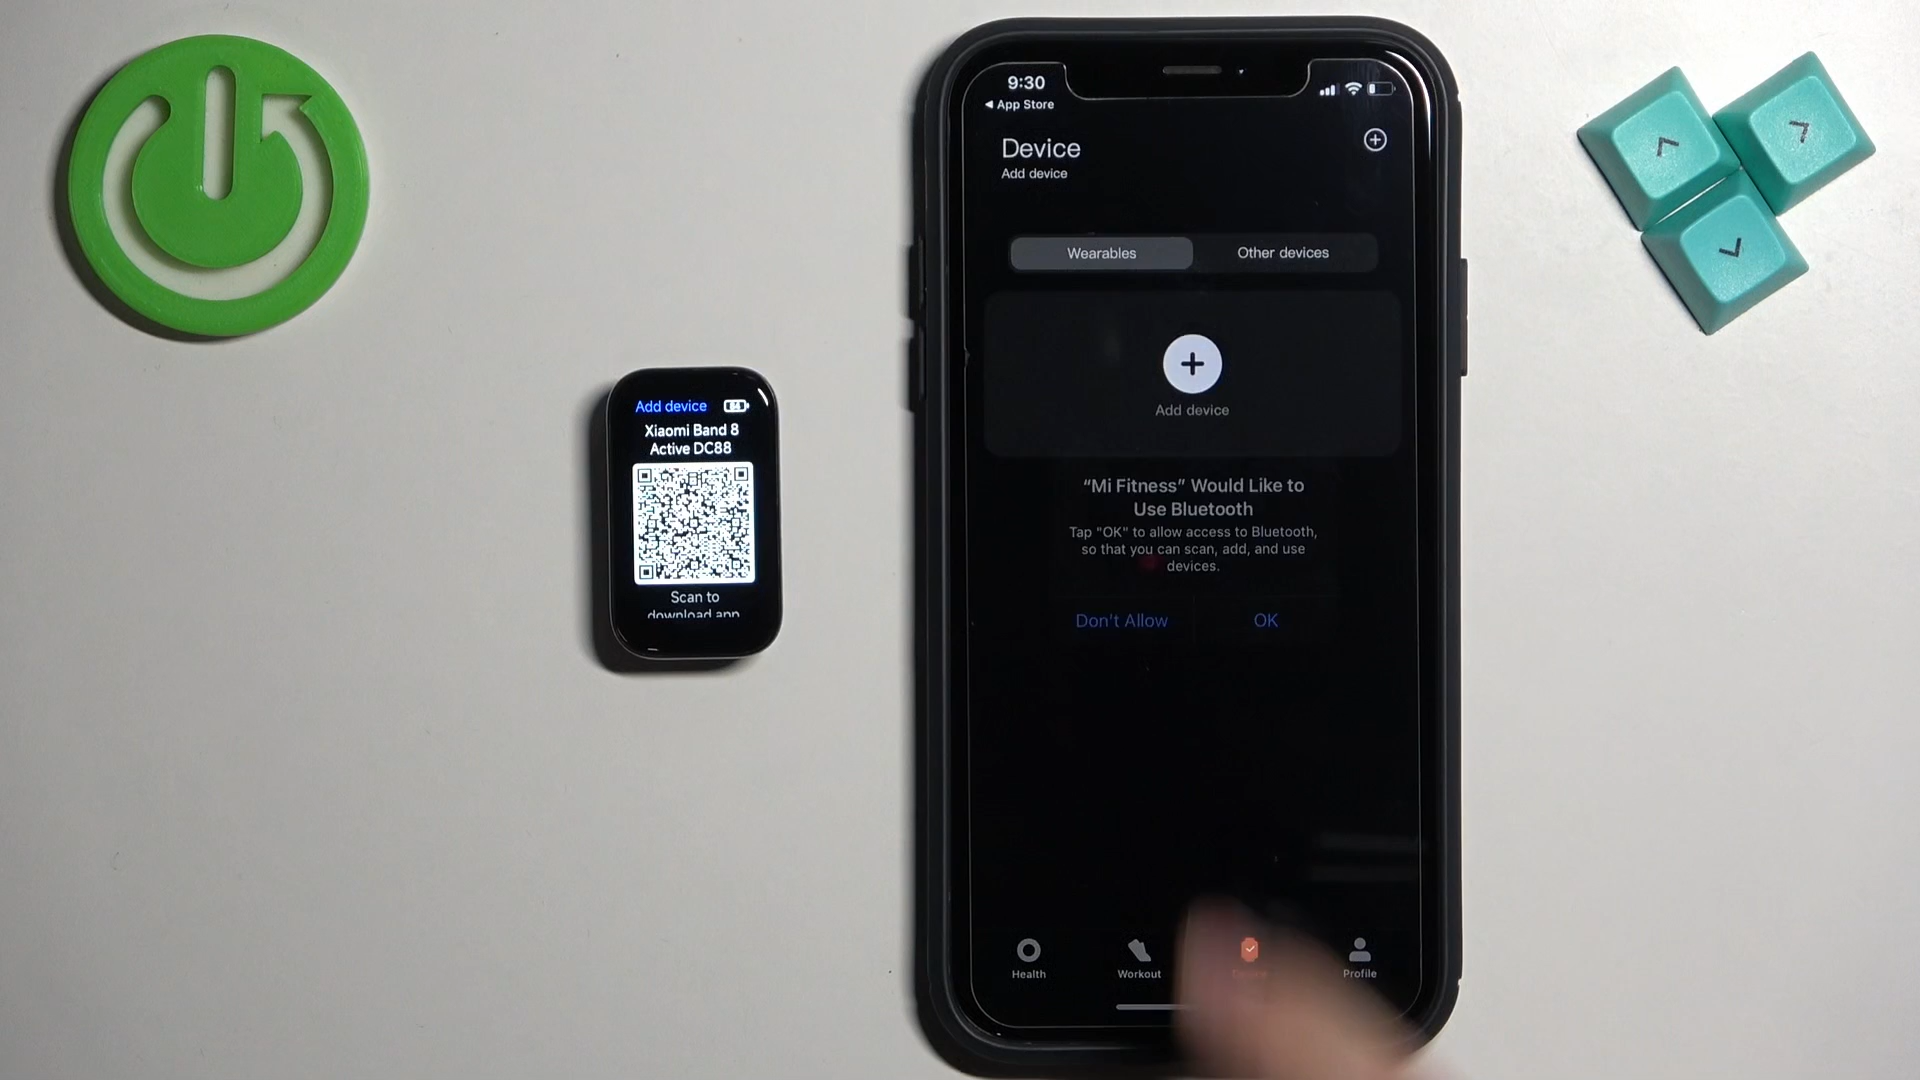 Add device 84
Xiaomi Band 8
Active DC88
Scan to
download app
9:30
App Store
Device
Add device
Wearables
Other devices
Add device
“Mi Fitness” Would Like to
Use Bluetooth
Tap "OK" to allow access to Bluetooth,
so that you can scan, add, and use
devices.
Don't Allow
OK
Health
Workout
Device
Profile